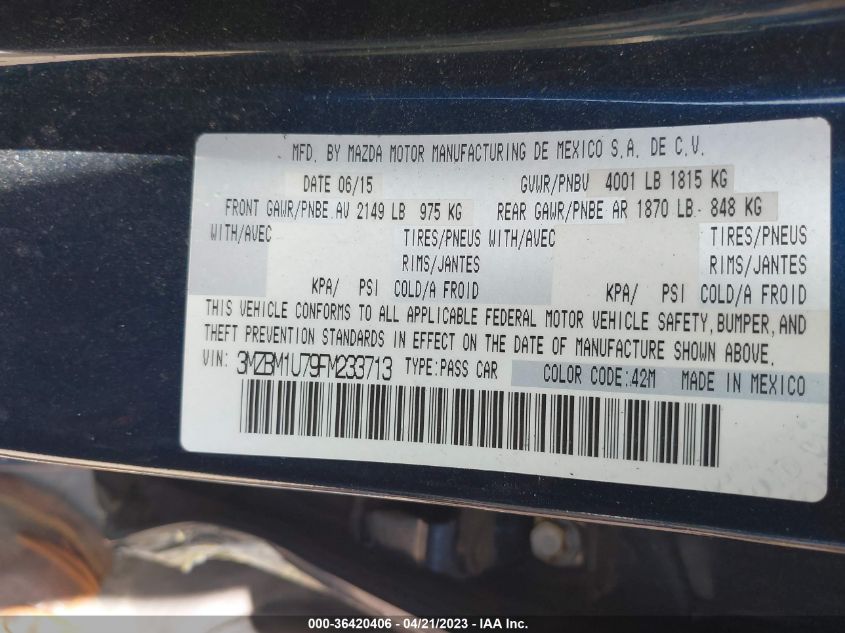 MFD. BY MAZDA MOTOR MANUFACTURING DE MEXICO S.A. DE C.V.
DATE 06/15 GVWR/PNBV 4001 LB 1815 KG
FRONT GAWR/PNBE.AV 2149 LB 975 KG REAR GAWR/PNBE AR 1870 LB- 848 KG
WITH/AVEC TIRES/PNEUS WITH/AVEC TIRES/PNEUS
RIMS/JANTES RIMS/JANTES
KPA/ PSI COLD/A FROID KPA/ PSI COLD/A FROID
THIS VEHICLE CONFORMS TO ALL APPLICABLE FEDERAL MOTOR VEHICLE SAFETY, BUMPER, AND
THEFT PREVENTION STANDARDS IN EFFECT ON THE DATE OF MANUFACTURE SHOWN ABOVE.
VIN: 3MZBM1U79FM233713 TYPE:PASS CAR COLOR CODE:42M MADE IN MEXICO
000-36420406 - 04/21/2023 - IAA Inc.